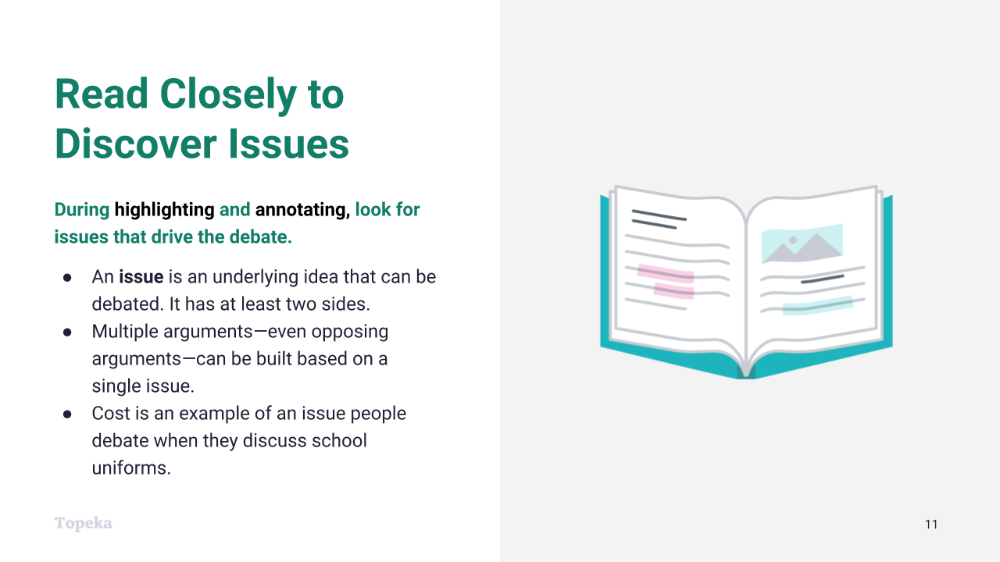 Read Closely to
Discover Issues
During highlighting and annotating, look for
issues that drive the debate.
● An issue is an underlying idea that can be
debated. It has at least two sides.
● Multiple arguments—even opposing
arguments—can be built based on a
single issue.
● Cost is an example of an issue people
debate when they discuss school
uniforms.
Topeka
11